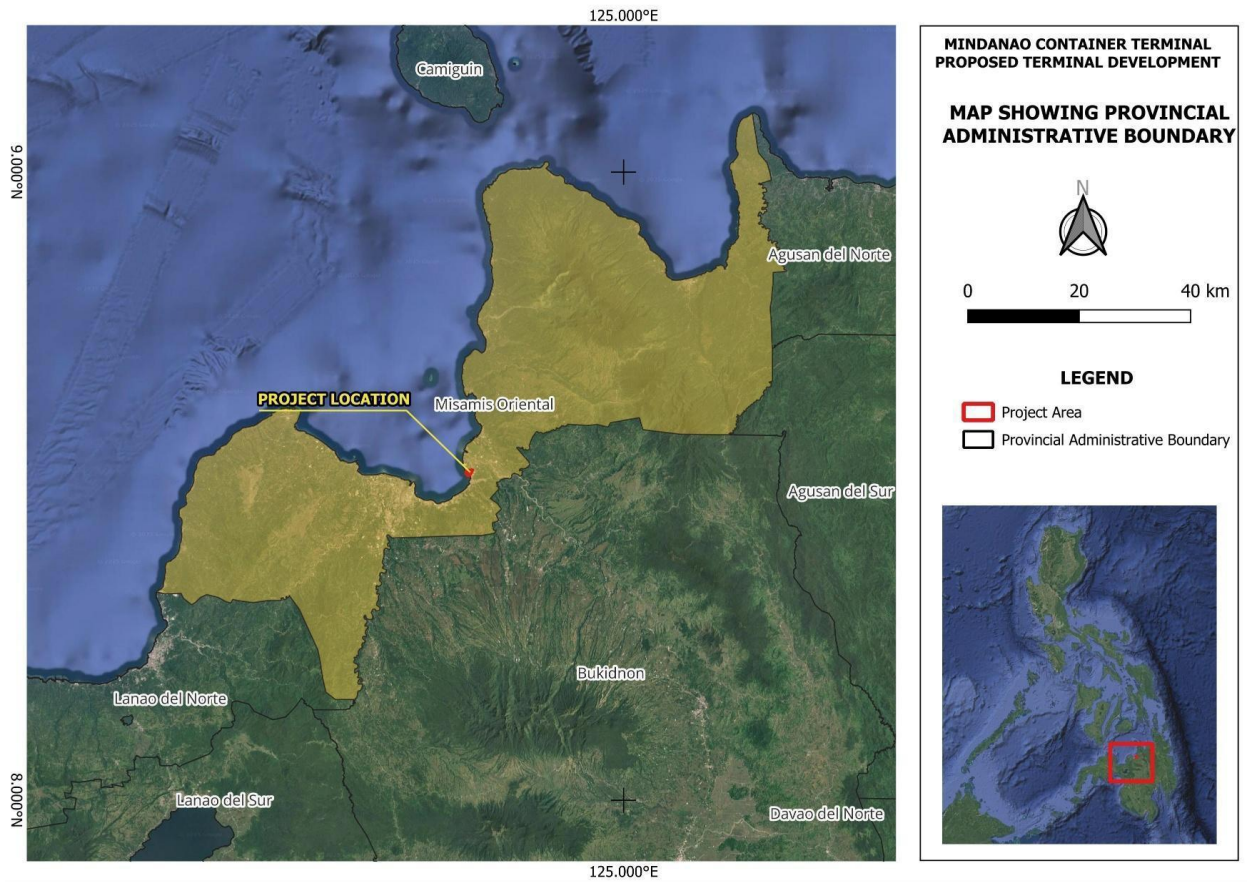 125.000°E
9.000°N
8.000°N
Camiguin
Agusan del Norte
PROJECT LOCATION
Misamis Oriental
Agusan del Sur
Bukidnon
Lanao del Norte
Lanao del Sur
Davao del Norte
125.000°E
MINDANAO CONTAINER TERMINAL
PROPOSED TERMINAL DEVELOPMENT
MAP SHOWING PROVINCIAL
ADMINISTRATIVE BOUNDARY
N
0 20 40 km
LEGEND
Project Area
Provincial Administrative Boundary